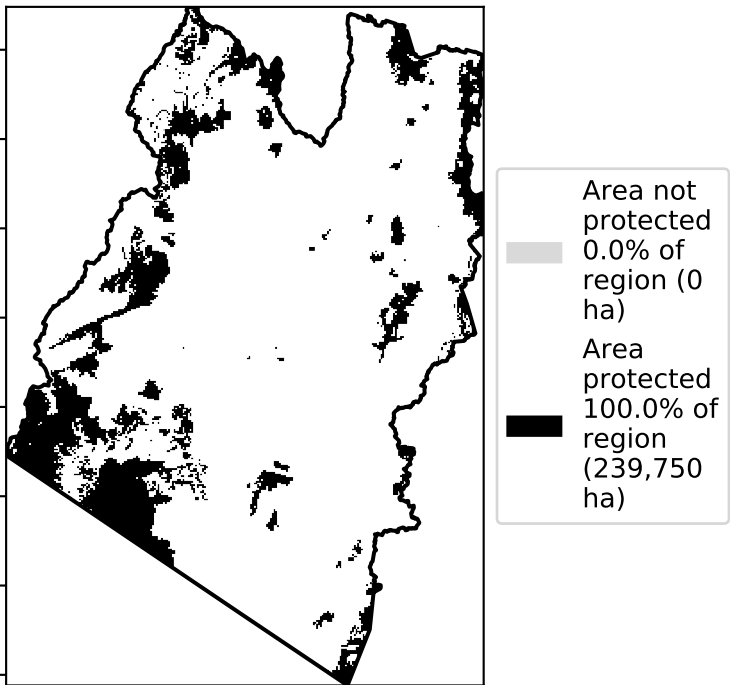 Area not
protected
0.0% of
region (0
ha)
Area
protected
100.0% of
region
(239,750
ha)